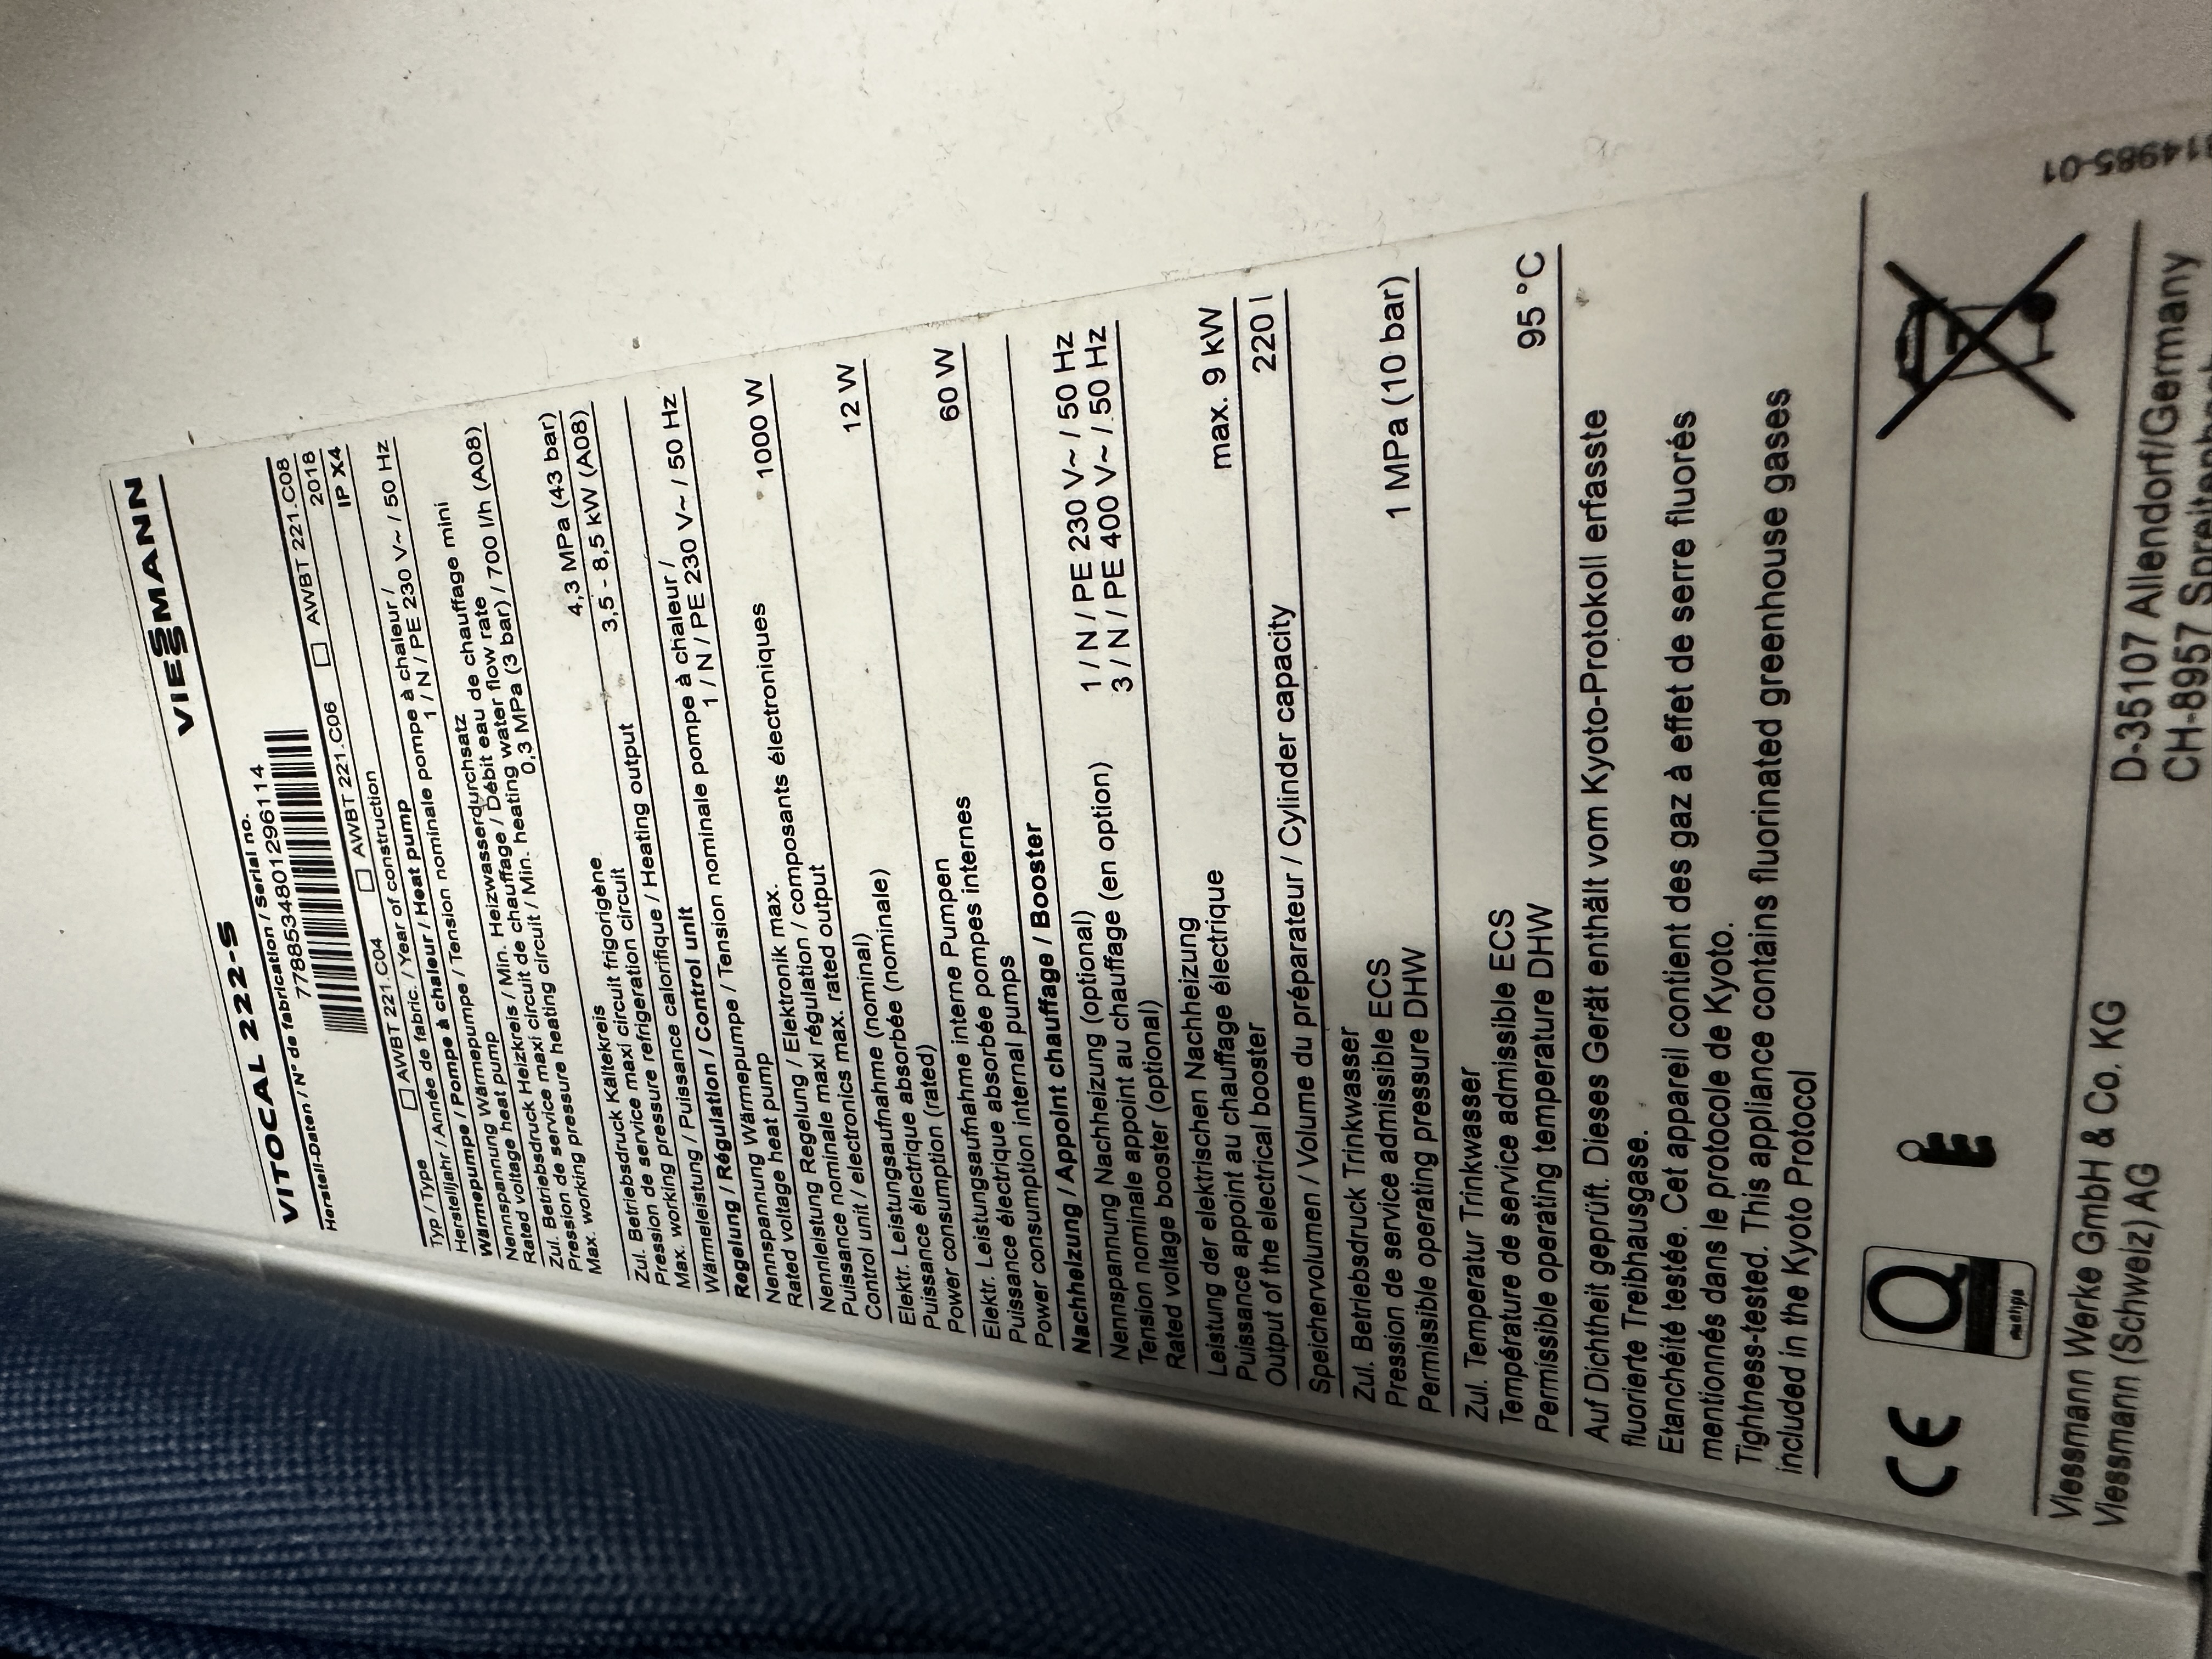 VIESSMANN
VITOCAL 222-S
Herstell-Daten / N° de fabrication / Serial no.
77788534801296114
Typ / Type AWBT 221.C04 AWBT 221.C06 AWBT 221.C08
Herstelljahr / Année de fabric. / Year of construction 2018
Wärmepumpe / Pompe à chaleur / Heat pump IP X4
Nennspannung Wärmepumpe / Tension nominale pompe à chaleur /
Rated voltage heat pump 1 / N / PE 230 V~ / 50 Hz
Min. Heizwasserdurchsatz
Zul. Betriebsdruck Heizkreis / Min. Heizwasserdurchsatz
Pression de service maxi circuit de chauffage / Débit eau de chauffage mini
Max. working pressure heating circuit / Min. heating water flow rate
0,3 MPa (3 bar) / 700 l/h (A08)
Zul. Betriebsdruck Kältekreis
Pression de service maxi circuit frigorigène
Max. working pressure refrigeration circuit 4,3 MPa (43 bar)
Wärmeleistung / Puissance calorifique / Heating output 3,5 - 8,5 kW (A08)
Regelung / Régulation / Control unit
Nennspannung Wärmepumpe / Tension nominale pompe à chaleur /
Rated voltage heat pump 1 / N / PE 230 V~ / 50 Hz
Nennleistung Regelung / Elektronik max.
Puissance nominale maxi régulation / composants électroniques
Control unit / electronics max. rated output 1000 W
Elektr. Leistungsaufnahme (nominal)
Puissance électrique absorbée (nominale)
Power consumption (rated) 12 W
Elektr. Leistungsaufnahme interne Pumpen
Puissance électrique absorbée pompes internes
Power consumption internal pumps 60 W
Nachheizung / Appoint chauffage / Booster
Nennspannung Nachheizung (optional)
Tension nominale appoint au chauffage (en option) 1 / N / PE 230 V~ / 50 Hz
Rated voltage booster (optional) 3 / N / PE 400 V~ / 50 Hz
Leistung der elektrischen Nachheizung
Puissance appoint au chauffage électrique
Output of the electrical booster max. 9 kW
Speichervolumen / Volume du préparateur / Cylinder capacity 220 l
Zul. Betriebsdruck Trinkwasser
Pression de service admissible ECS
Permissible operating pressure DHW 1 MPa (10 bar)
Zul. Temperatur Trinkwasser
Température de service admissible ECS
Permissible operating temperature DHW 95 °C
Auf Dichtheit geprüft. Dieses Gerät enthält vom Kyoto-Protokoll erfasste
fluorierte Treibhausgase.
Etanchéité testée. Cet appareil contient des gaz à effet de serre fluorés
mentionnés dans le protocole de Kyoto.
Tightness-tested. This appliance contains fluorinated greenhouse gases
included in the Kyoto Protocol
CE Q
Viessmann Werke GmbH & Co. KG D-35107 Allendorf/Germany
Viessmann (Schweiz) AG CH-8957
14985-01